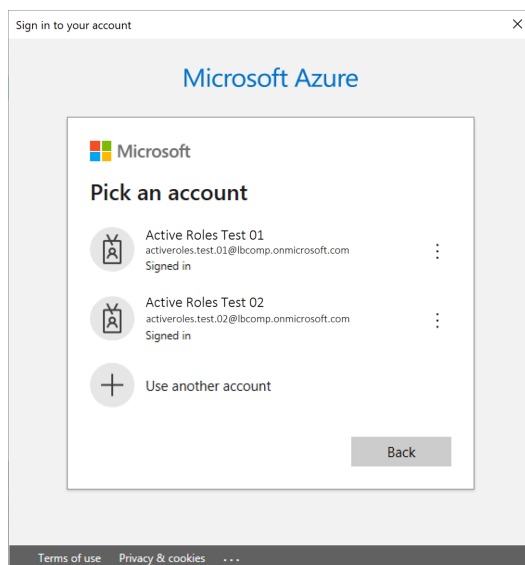 Sign in to your account
Microsoft Azure
Microsoft
Pick an account
Active Roles Test 01
activeroles.test.01@lbcomp.onmicrosoft.com
Signed in
Active Roles Test 02
activeroles.test.02@lbcomp.onmicrosoft.com
Signed in
Use another account
Back
Terms of use Privacy & cookies ...